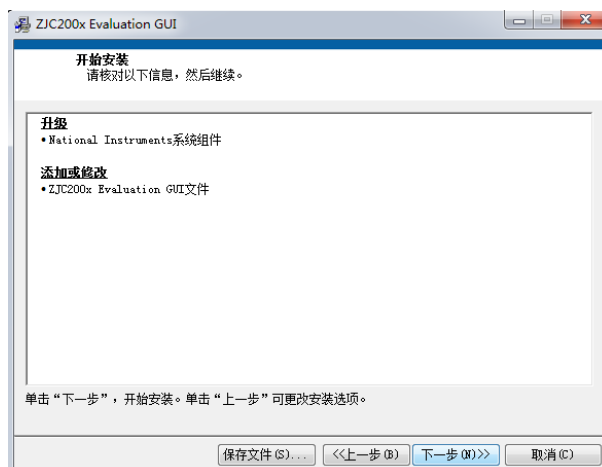 ZJC200x Evaluation GUI
开始安装
请核对以下信息，然后继续。
升级
•National Instruments系统组件
添加或修改
•ZJC200x Evaluation GUI文件
单击“下一步”，开始安装。单击“上一步”可更改安装选项。
保存文件(S)... <<上一步(B) 下一步(N)>> 取消(C)